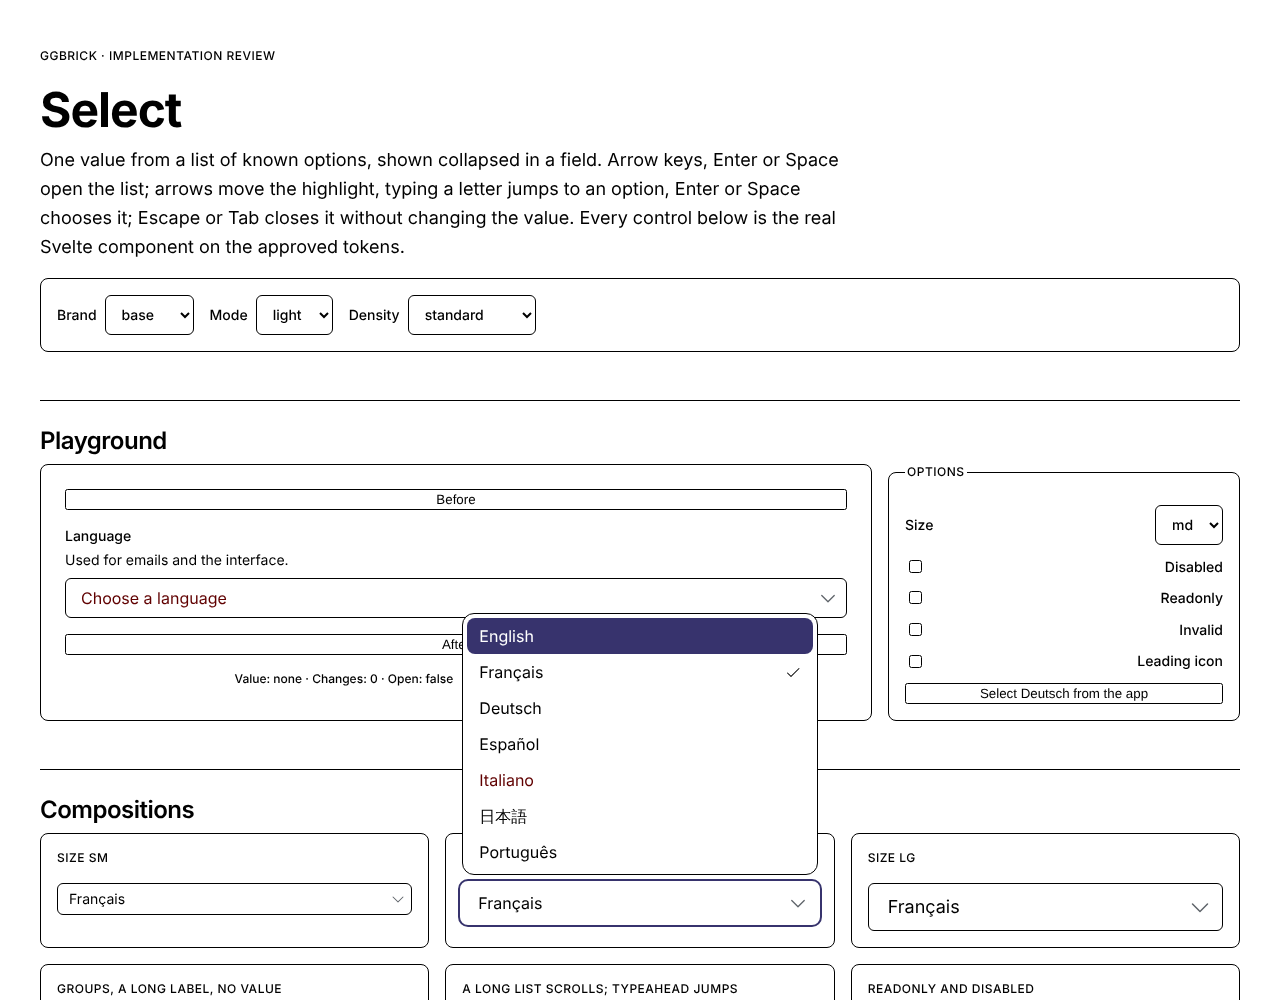 GGBRICK · IMPLEMENTATION REVIEW
Select
One value from a list of known options, shown collapsed in a field. Arrow keys, Enter or Space
open the list; arrows move the highlight, typing a letter jumps to an option, Enter or Space
chooses it; Escape or Tab closes it without changing the value. Every control below is the real
Svelte component on the approved tokens.
Brand base Mode light Density standard
Playground
Before
Language
Used for emails and the interface.
Choose a language
Value: none · Changes: 0 · Open: false
OPTIONS
Size md
Disabled
Readonly
Invalid
Leading icon
Select Deutsch from the app
English
Français
Deutsch
Español
Italiano
日本語
Português
Compositions
SIZE SM
Français
Français
SIZE LG
Français
GROUPS, A LONG LABEL, NO VALUE
A LONG LIST SCROLLS; TYPEAHEAD JUMPS
READONLY AND DISABLED